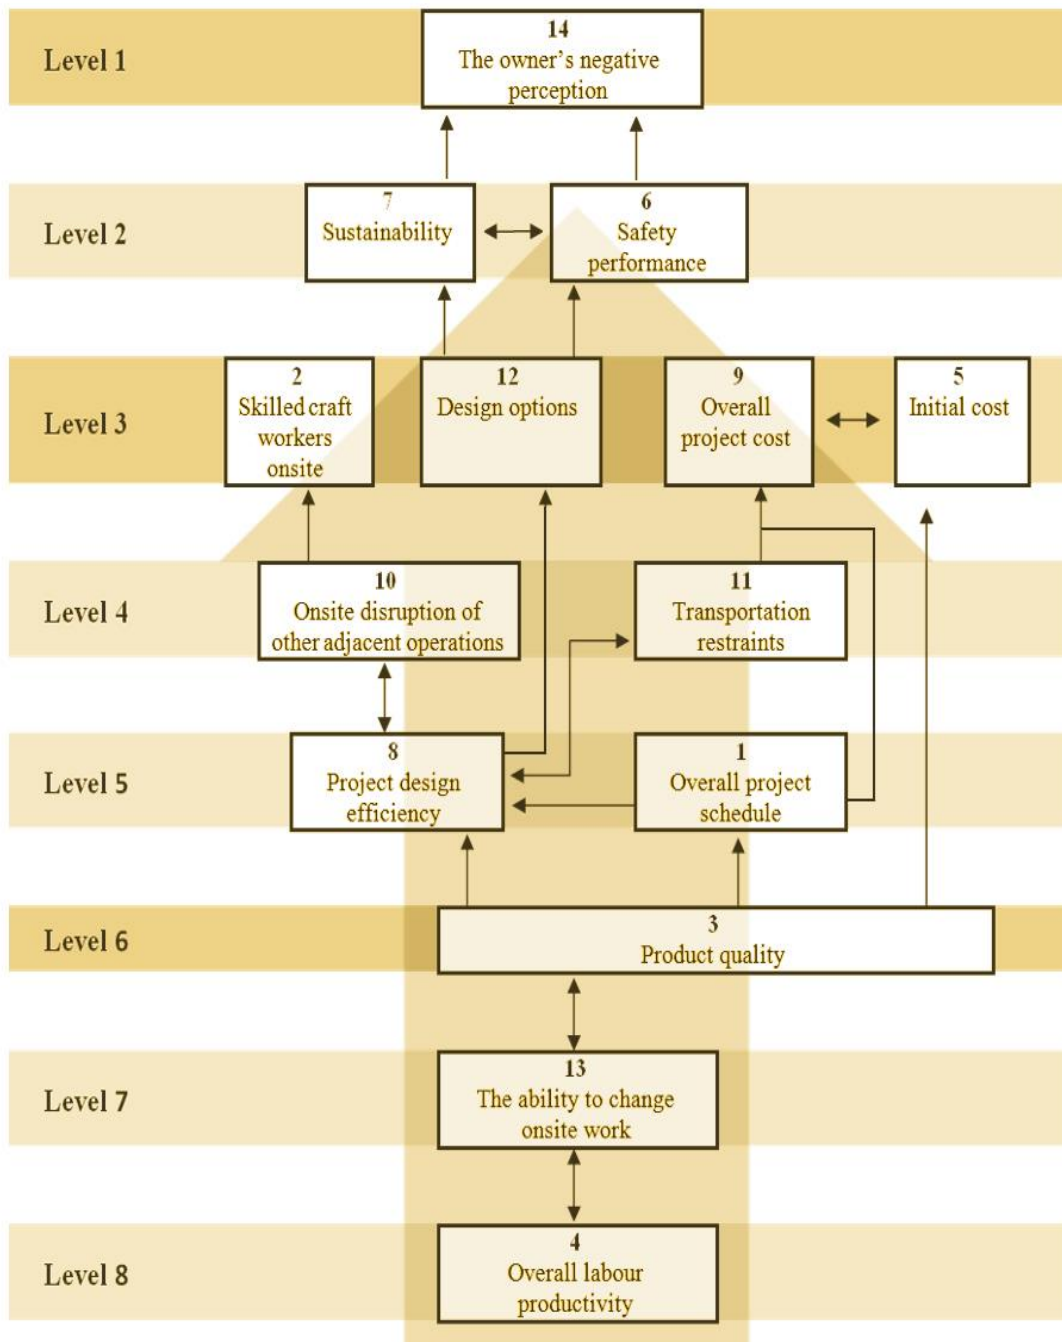 Level 1
14
The owner's negative
perception
Level 2
7
Sustainability
6
Safety
performance
Level 3
2
Skilled craft
workers
onsite
12
Design options
9
Overall
project cost
5
Initial cost
Level 4
10
Onsite disruption of
other adjacent operations
11
Transportation
restraints
Level 5
8
Project design
efficiency
1
Overall project
schedule
Level 6
3
Product quality
Level 7
13
The ability to change
onsite work
Level 8
4
Overall labour
productivity